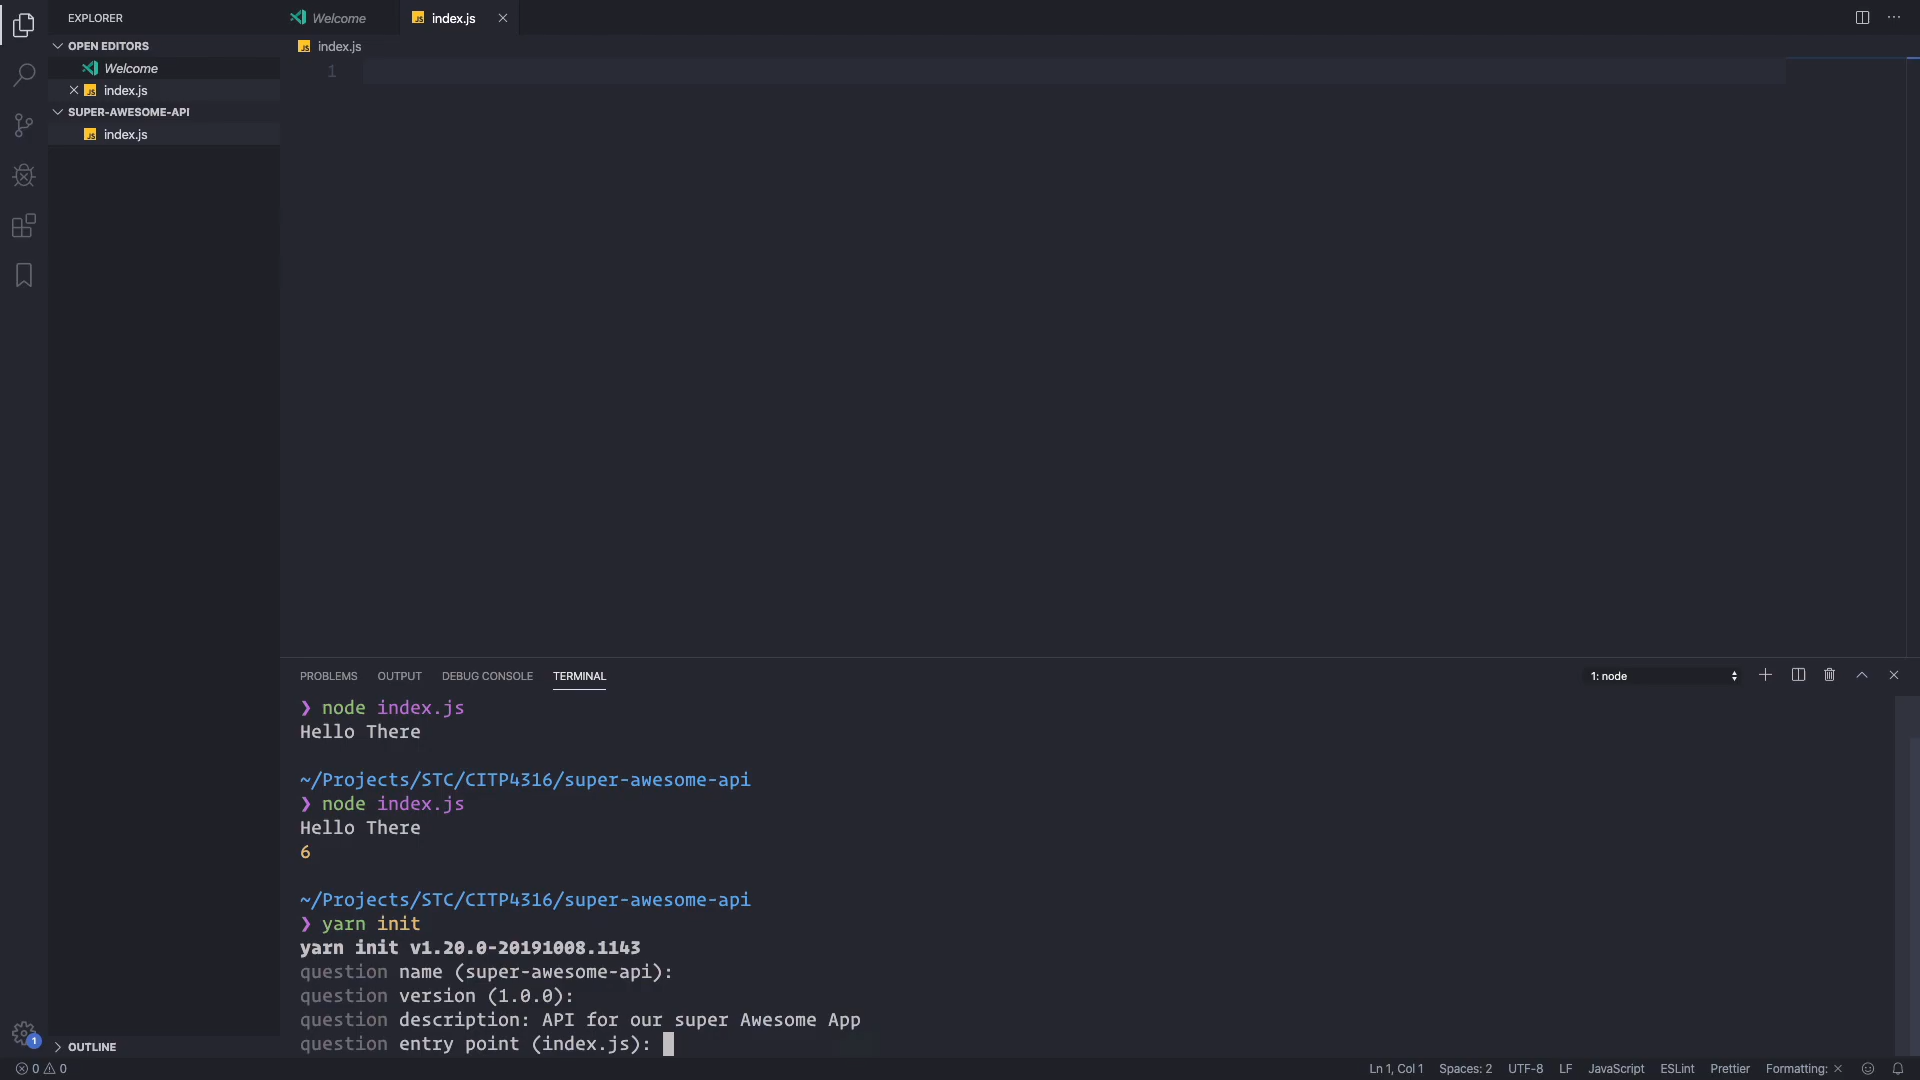 EXPLORER
OPEN EDITORS
Welcome
index.js
SUPER-AWESOME-API
index.js
OUTLINE
Welcome
index.js
index.js
1
PROBLEMS OUTPUT DEBUG CONSOLE TERMINAL
1: node
❯ node index.js
Hello There
~/Projects/STC/CITP4316/super-awesome-api
❯ node index.js
Hello There
6
~/Projects/STC/CITP4316/super-awesome-api
❯ yarn init
yarn init v1.20.0-20191008.1143
question name (super-awesome-api):
question version (1.0.0):
question description: API for our super Awesome App
question entry point (index.js):
1
0 0
Ln 1, Col 1 Spaces: 2 UTF-8 LF JavaScript ESLint Prettier Formatting: ×